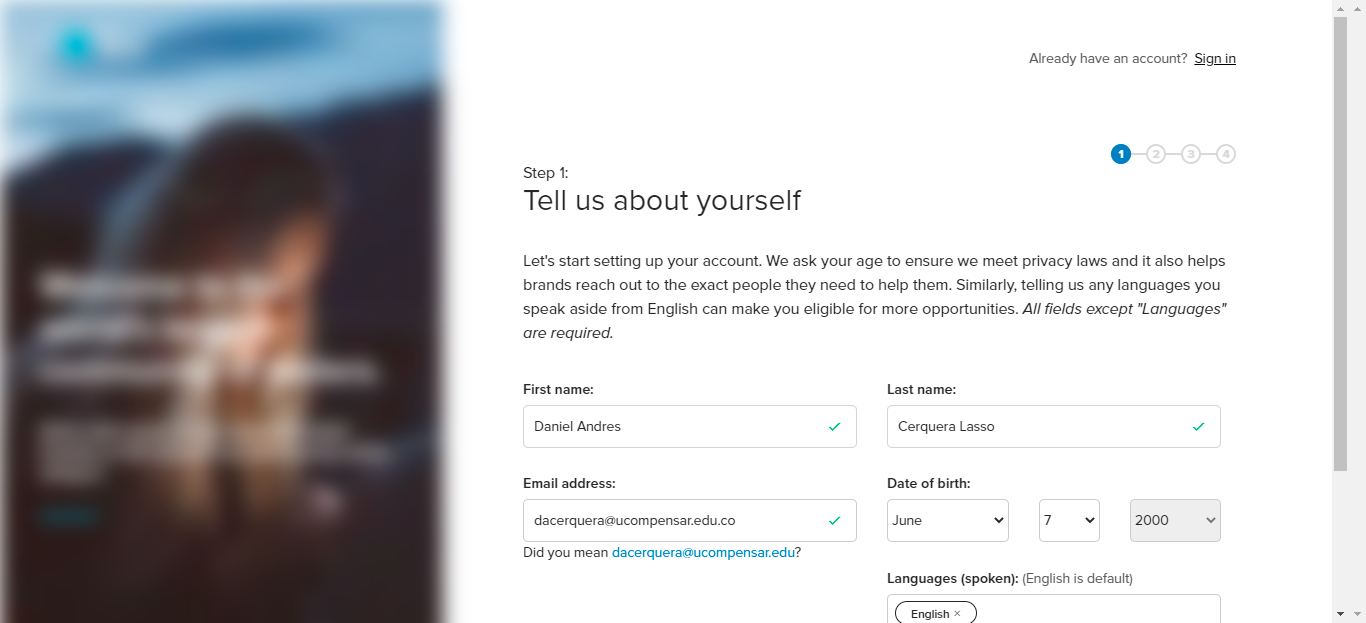 Already have an account? Sign in
1 2 3 4
Step 1:
Tell us about yourself
Let's start setting up your account. We ask your age to ensure we meet privacy laws and it also helps
brands reach out to the exact people they need to help them. Similarly, telling us any languages you
speak aside from English can make you eligible for more opportunities. All fields except "Languages"
are required.
First name:
Last name:
Daniel Andres
Cerquera Lasso
Email address:
Date of birth:
dacerquera@ucompensar.edu.co
June
7
2000
Did you mean dacerquera@ucompensar.edu?
Languages (spoken): (English is default)
English ×